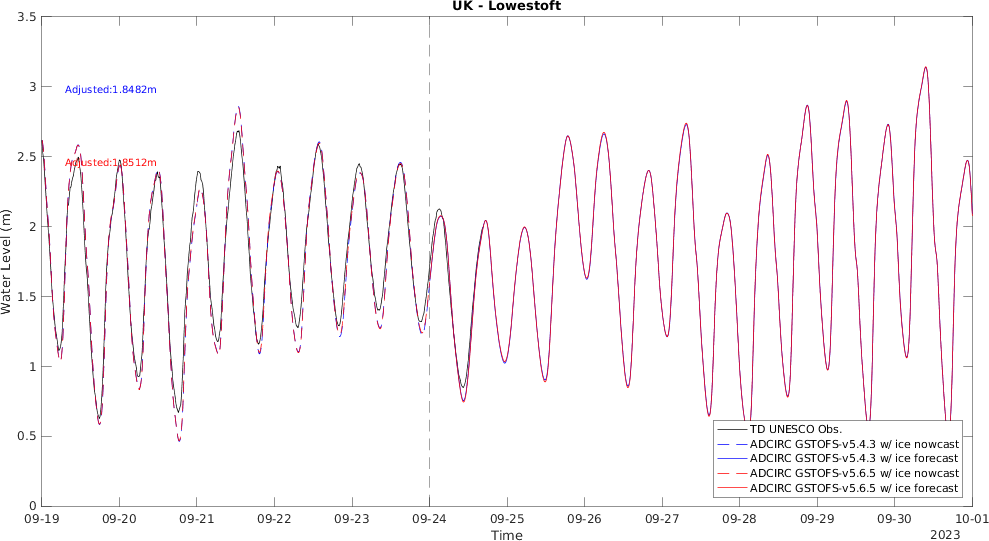 UK - Lowestoft
3.5
3
2.5
2
1.5
1
0.5
0
Water Level (m)
Adjusted:1.8482m
Adjusted:1.8512m
TD UNESCO Obs.
ADCIRC GSTOFS-v5.4.3 w/ ice nowcast
ADCIRC GSTOFS-v5.4.3 w/ ice forecast
ADCIRC GSTOFS-v5.6.5 w/ ice nowcast
ADCIRC GSTOFS-v5.6.5 w/ ice forecast
09-19 09-20 09-21 09-22 09-23 09-24 09-25 09-26 09-27 09-28 09-29 09-30 10-01
Time
2023